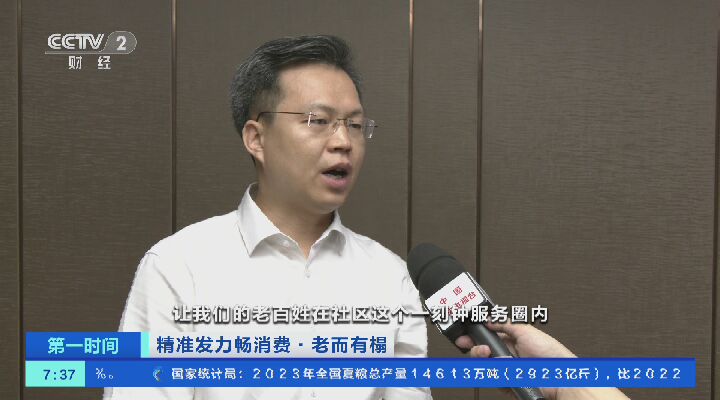 CCTV 2
财经
中国
让我们的老百姓在社区这个一刻钟服务圈内
第一时间
精准发力畅消费·老而有榻
7:37
%。
国家统计局：2023年全国夏粮总产量14613万吨（2923亿斤），比2022